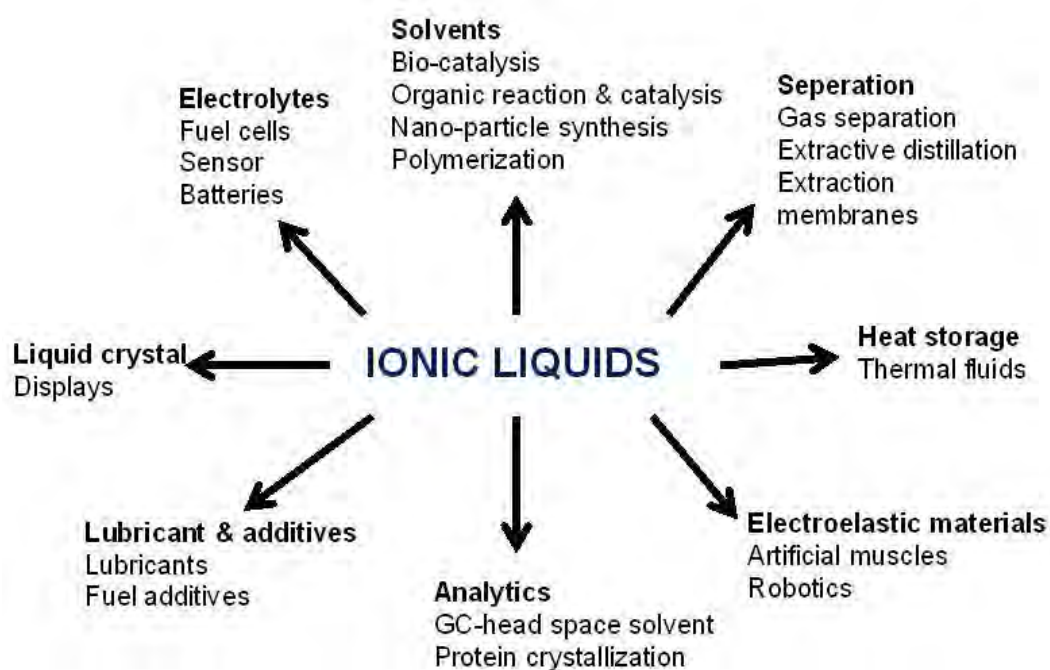 Solvents
Bio-catalysis
Organic reaction & catalysis
Nano-particle synthesis
Polymerization
Electrolytes
Fuel cells
Sensor
Batteries
Seperation
Gas separation
Extractive distillation
Extraction
membranes
Liquid crystal
Displays
IONIC LIQUIDS
Heat storage
Thermal fluids
Lubricant & additives
Lubricants
Fuel additives
Analytics
GC-head space solvent
Protein crystallization
Electroelastic materials
Artificial muscles
Robotics